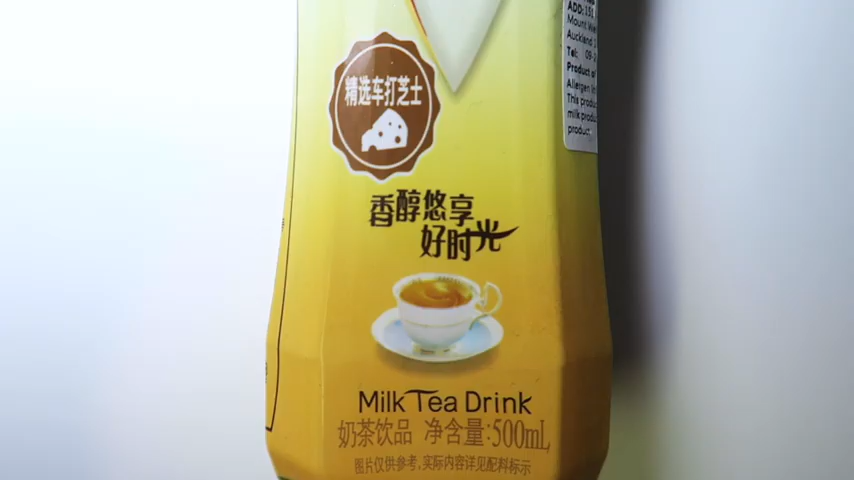 精选车打芝士
香醇悠享
好时光
Milk Tea Drink
奶茶饮品 净含量:500mL
图片仅供参考,实际内容详见配料标示
ADD:
Mount
Auckland
Tel: 09-
Product of
Allergen
This
milk
product